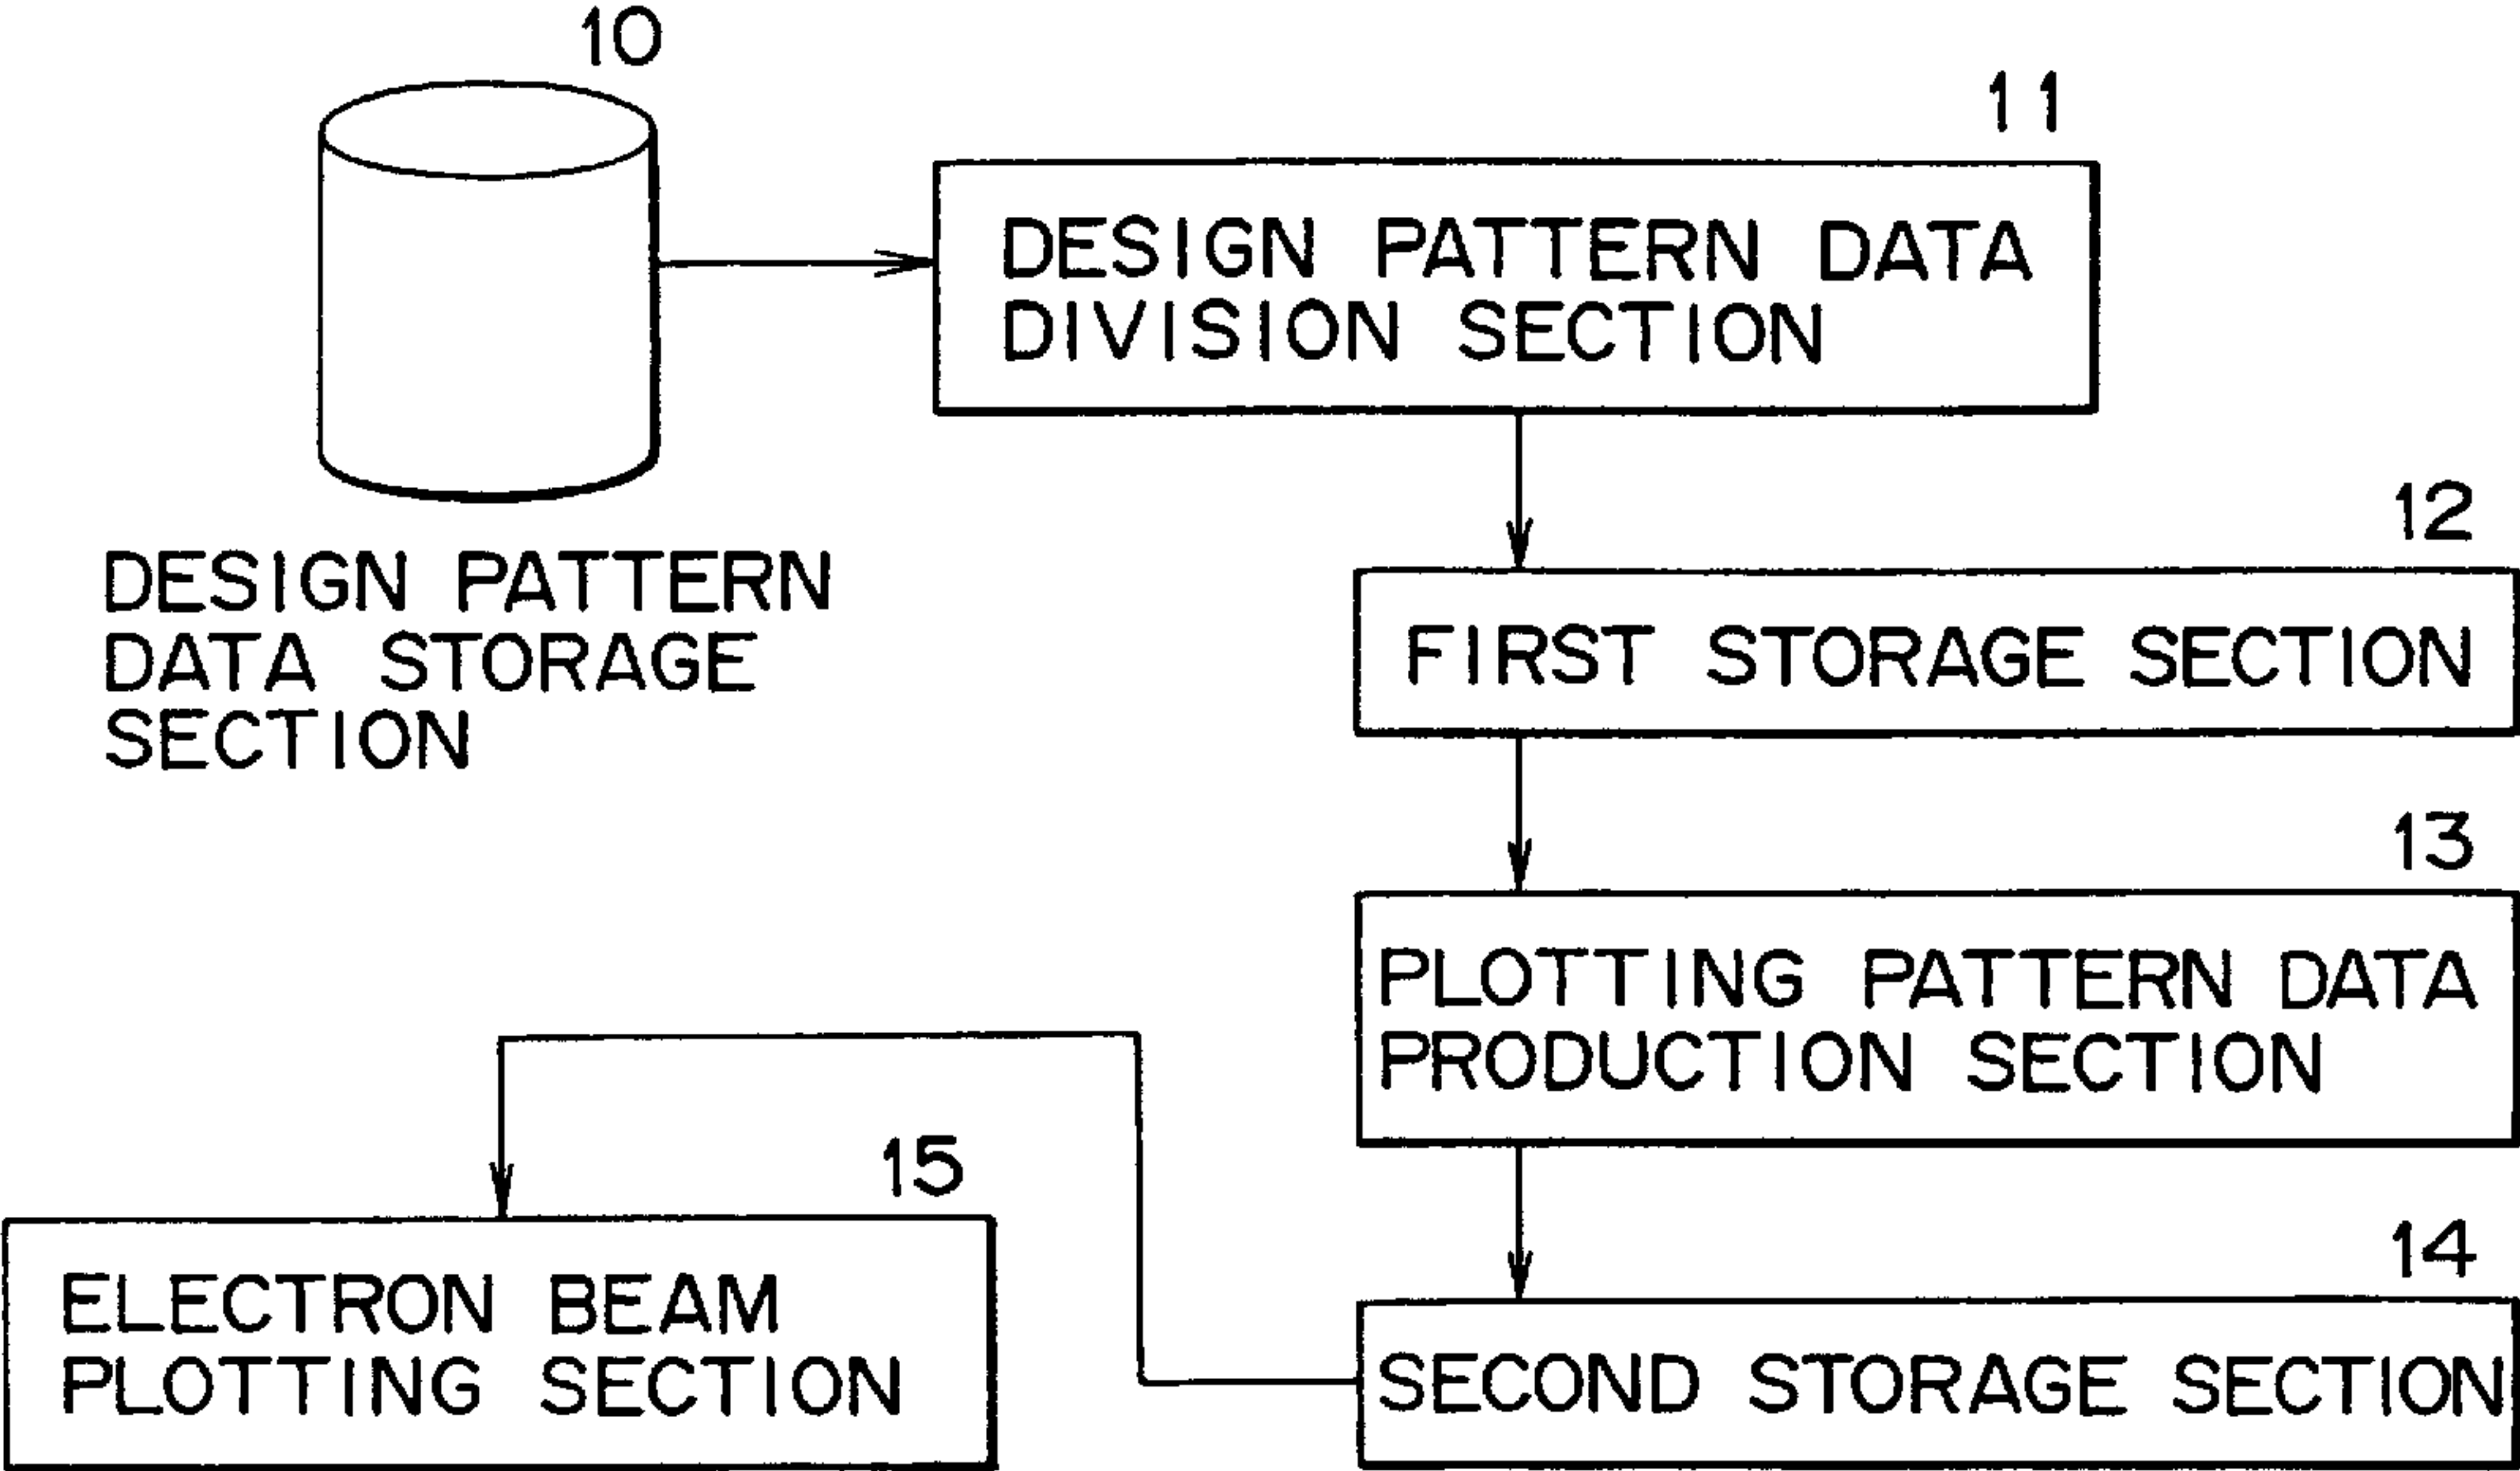 10
DESIGN PATTERN
DATA STORAGE
SECTION
11
DESIGN PATTERN DATA
DIVISION SECTION
12
FIRST STORAGE SECTION
13
PLOTTING PATTERN DATA
PRODUCTION SECTION
14
SECOND STORAGE SECTION
15
ELECTRON BEAM
PLOTTING SECTION